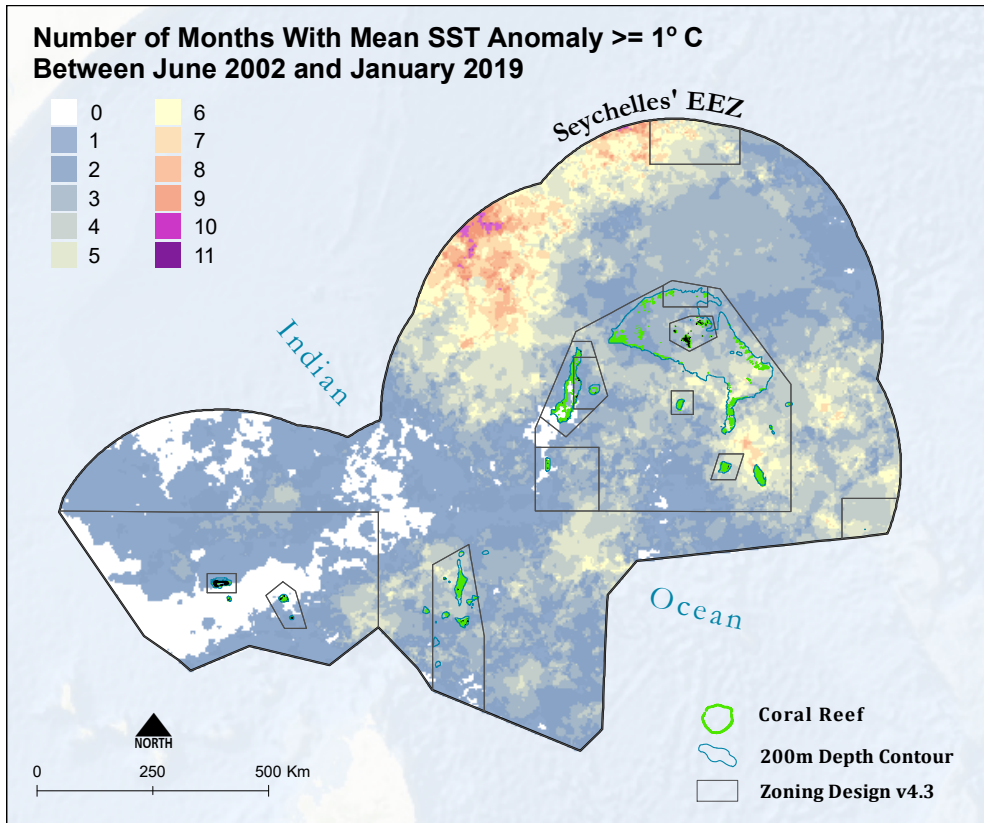 Number of Months With Mean SST Anomaly >= 1º C
Between June 2002 and January 2019
0
1
2
3
4
5
6
7
8
9
10
11
Seychelles' EEZ
Indian
Ocean
NORTH
0 250 500 Km
Coral Reef
200m Depth Contour
Zoning Design v4.3